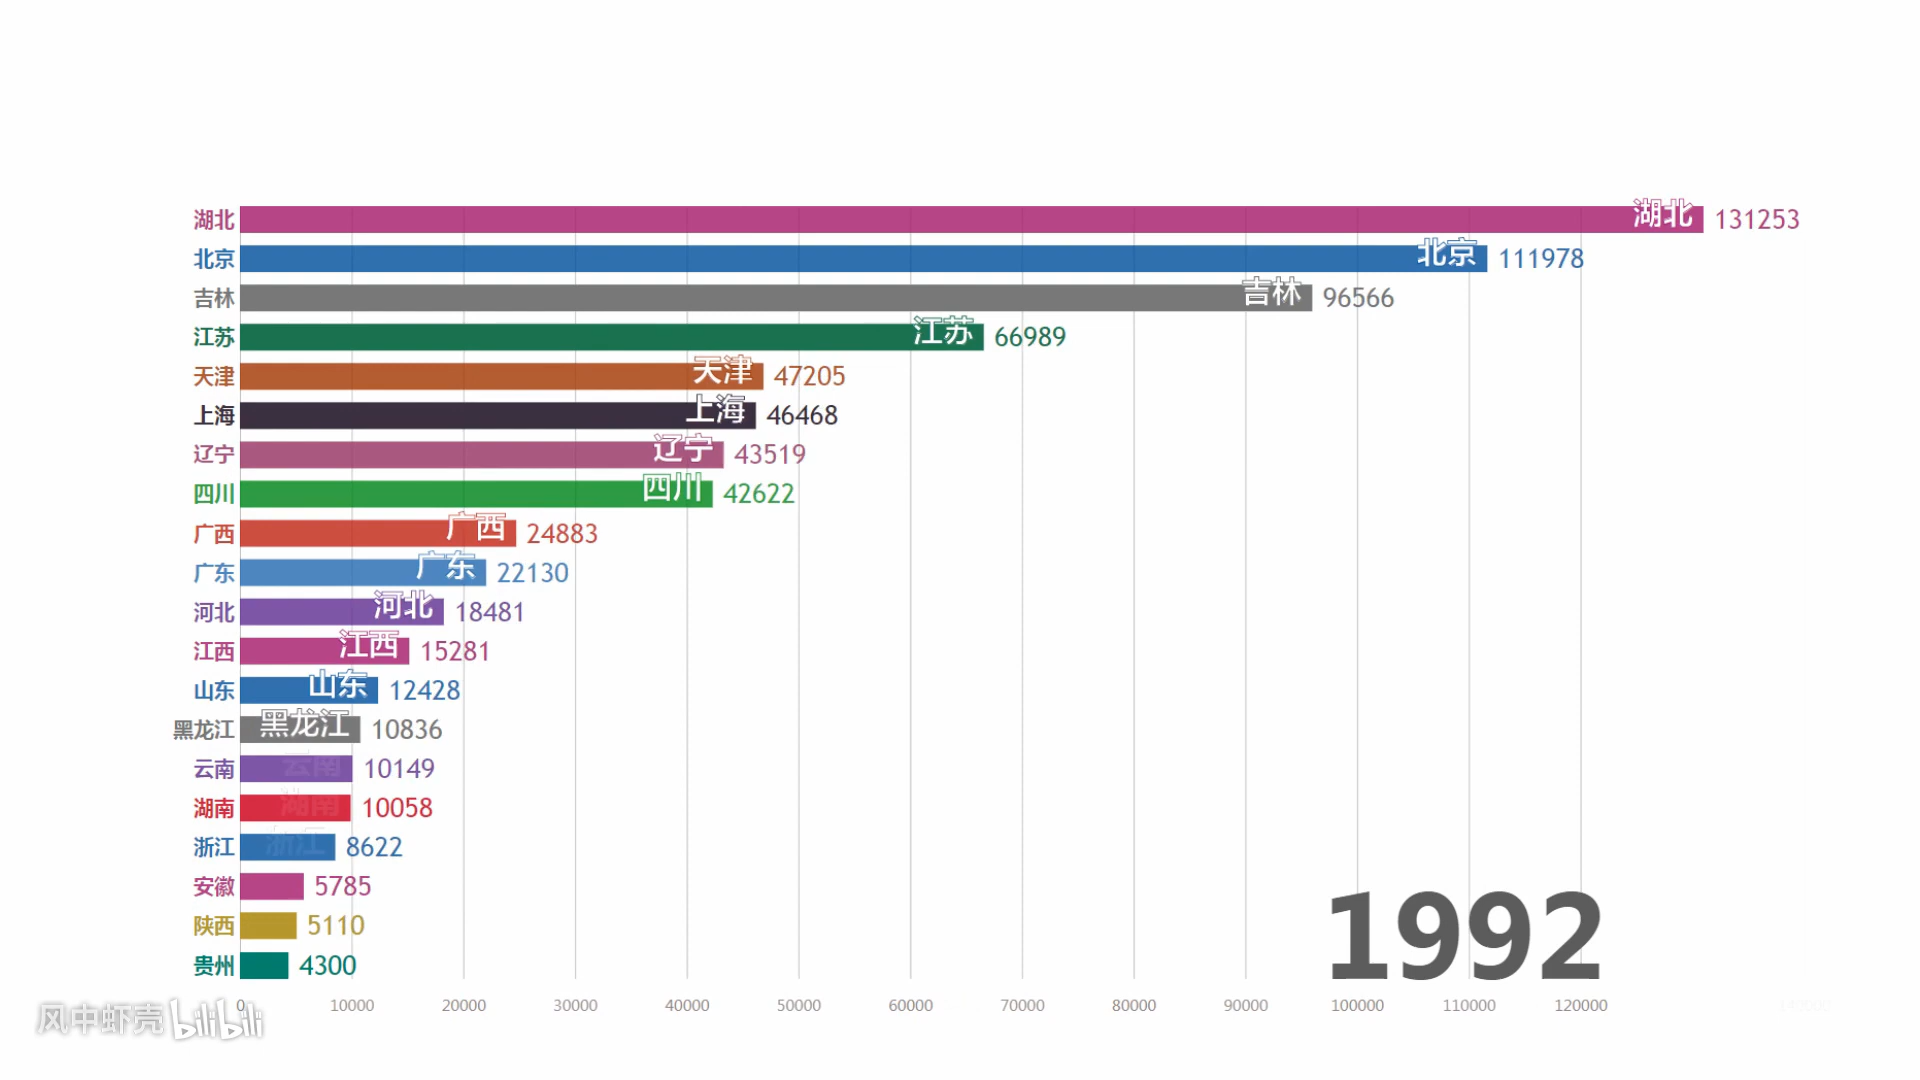 湖北 湖北 131253
北京 北京 111978
吉林 吉林 96566
江苏 江苏 66989
天津 天津 47205
上海 上海 46468
辽宁 辽宁 43519
四川 四川 42622
广西 广西 24883
广东 广东 22130
河北 河北 18481
江西 江西 15281
山东 山东 12428
黑龙江 黑龙江 10836
云南 云南 10149
湖南 湖南 10058
浙江 浙江 8622
安徽 5785
陕西 5110
贵州 4300
1992
0 10000 20000 30000 40000 50000 60000 70000 80000 90000 100000 110000 120000
风中虾壳 bilibili